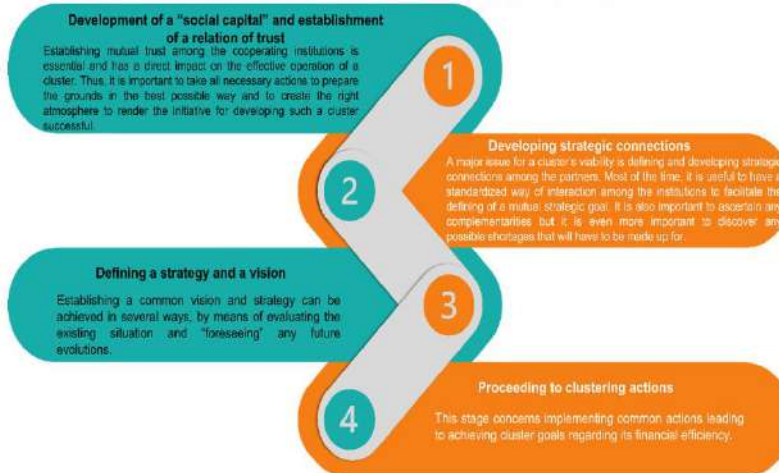 Development of a "social capital" and establishment
of a relation of trust
Establishing mutual trust among the cooperating institutions is
essential and has a direct impact on the effective operation of a
cluster. Thus, it is important to take all necessary actions to prepare
the grounds in the best possible way and to create the right
atmosphere to render the initiative for developing such a cluster
successful.
1
Developing strategic connections
A major issue for a cluster's viability is defining and developing strategic
connections among the partners. Most of the time, it is useful to have a
standardized way of interaction among the institutions to facilitate the
defining of a mutual strategic goal. It is also important to ascertain any
complementarities but it is even more important to discover any
possible shortages that will have to be made up for.
2
Defining a strategy and a vision
Establishing a common vision and strategy can be
achieved in several ways, by means of evaluating the
existing situation and "foreseeing" any future
evolutions.
3
Proceeding to clustering actions
This stage concerns implementing common actions leading
to achieving cluster goals regarding its financial efficiency.
4